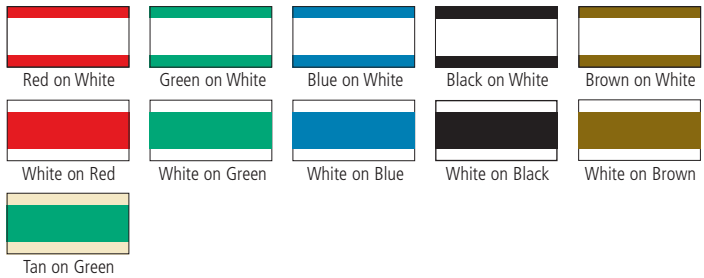 Red on White
Green on White
Blue on White
Black on White
Brown on White
White on Red
White on Green
White on Blue
White on Black
White on Brown
Tan on Green